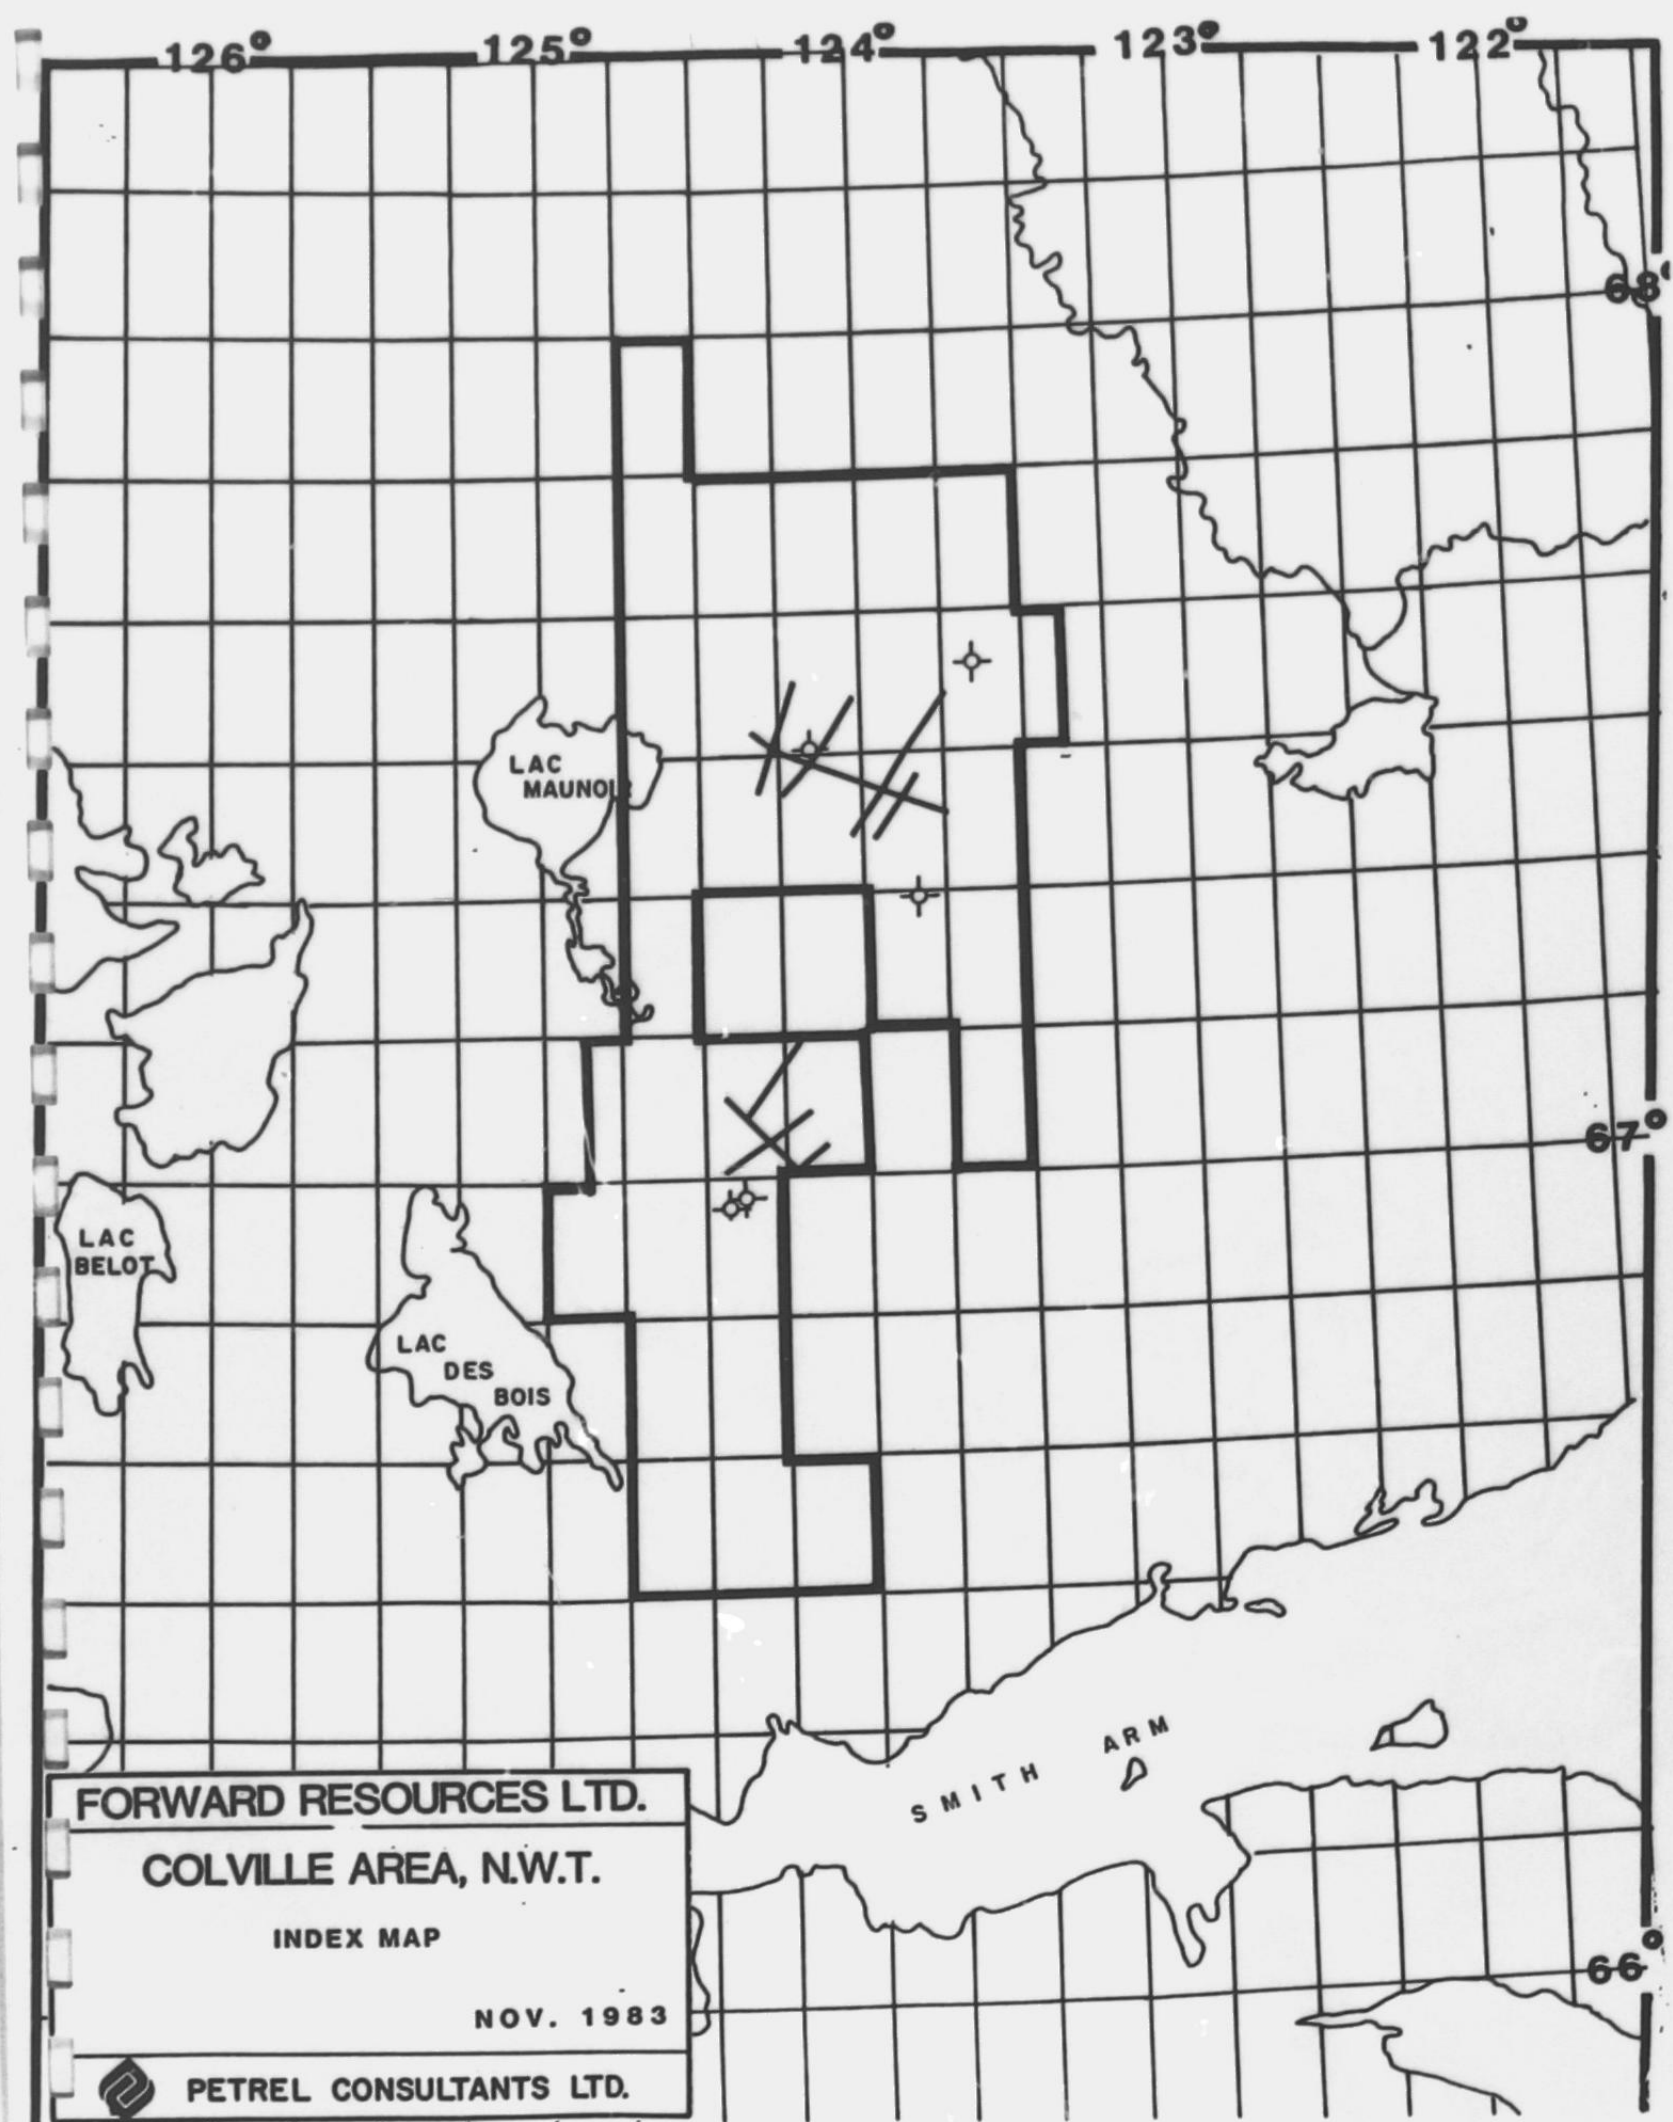 126° 125° 124° 123° 122°
68°
LAC
MAUNOIR
67°
LAC
BELOT
LAC
DES
BOIS
SMITH ARM
FORWARD RESOURCES LTD.
COLVILLE AREA, N.W.T.
INDEX MAP
66°
NOV. 1983
PETREL CONSULTANTS LTD.